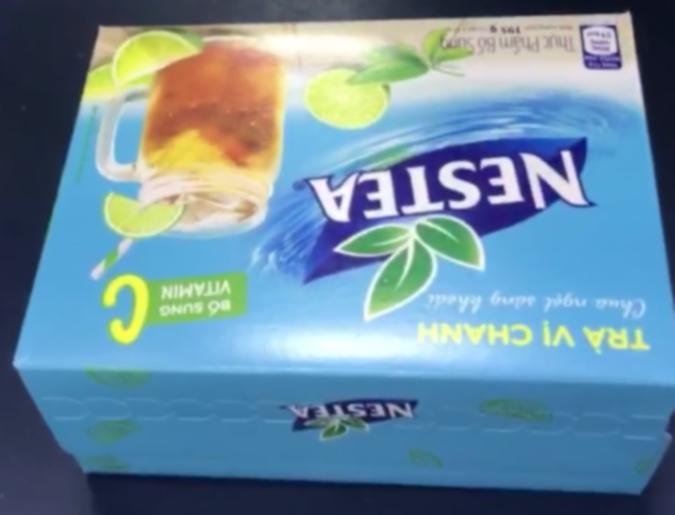 TRÀ VỊ CHANH
Chua ngọt sảng khoái
BỔ SUNG
VITAMIN
C
NESTEA
Thực Phẩm Bổ Sung
195 g
NESTEA